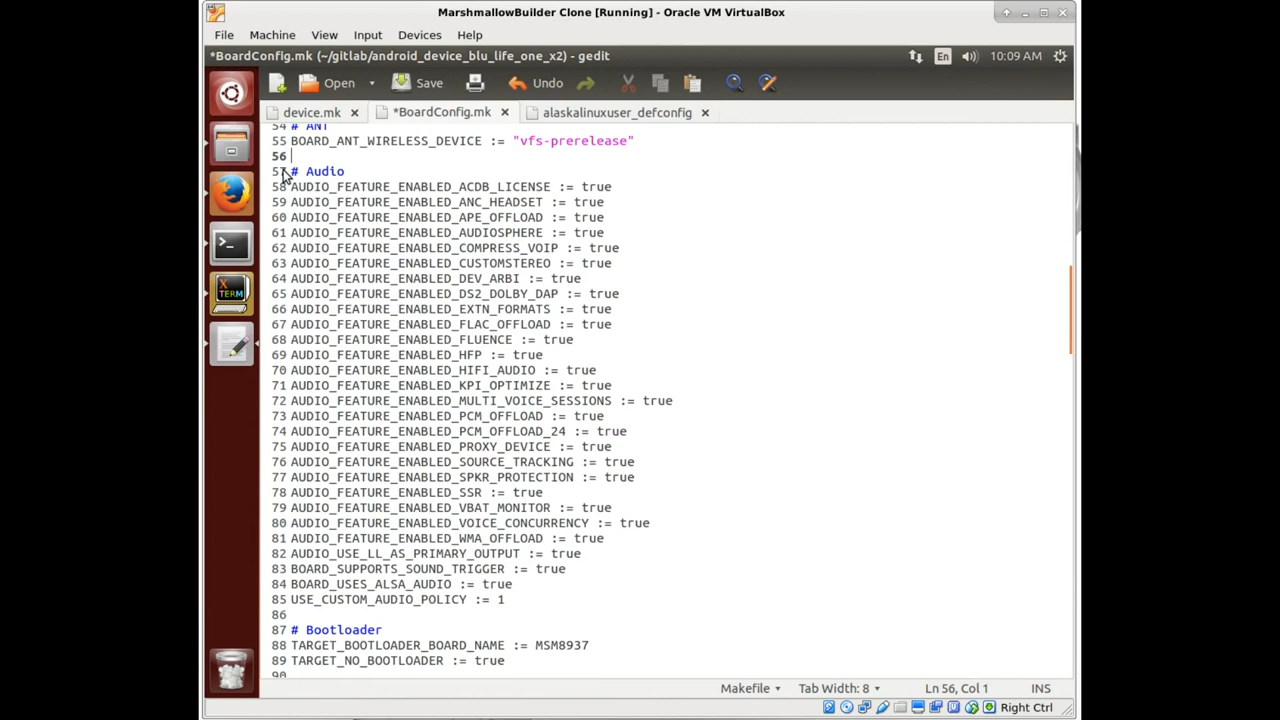 MarshmallowBuilder Clone [Running] - Oracle VM VirtualBox
File Machine View Input Devices Help
*BoardConfig.mk (~/gitlab/android_device_blu_life_one_x2) - gedit En 10:09 AM
Open Save Undo
device.mk *BoardConfig.mk alaskalinuxuser_defconfig
54 # ANT
55 BOARD_ANT_WIRELESS_DEVICE := "vfs-prerelease"
56
57 # Audio
58 AUDIO_FEATURE_ENABLED_ACDB_LICENSE := true
59 AUDIO_FEATURE_ENABLED_ANC_HEADSET := true
60 AUDIO_FEATURE_ENABLED_APE_OFFLOAD := true
61 AUDIO_FEATURE_ENABLED_AUDIOSPHERE := true
62 AUDIO_FEATURE_ENABLED_COMPRESS_VOIP := true
63 AUDIO_FEATURE_ENABLED_CUSTOMSTEREO := true
64 AUDIO_FEATURE_ENABLED_DEV_ARBI := true
65 AUDIO_FEATURE_ENABLED_DS2_DOLBY_DAP := true
66 AUDIO_FEATURE_ENABLED_EXTN_FORMATS := true
67 AUDIO_FEATURE_ENABLED_FLAC_OFFLOAD := true
68 AUDIO_FEATURE_ENABLED_FLUENCE := true
69 AUDIO_FEATURE_ENABLED_HFP := true
70 AUDIO_FEATURE_ENABLED_HIFI_AUDIO := true
71 AUDIO_FEATURE_ENABLED_KPI_OPTIMIZE := true
72 AUDIO_FEATURE_ENABLED_MULTI_VOICE_SESSIONS := true
73 AUDIO_FEATURE_ENABLED_PCM_OFFLOAD := true
74 AUDIO_FEATURE_ENABLED_PCM_OFFLOAD_24 := true
75 AUDIO_FEATURE_ENABLED_PROXY_DEVICE := true
76 AUDIO_FEATURE_ENABLED_SOURCE_TRACKING := true
77 AUDIO_FEATURE_ENABLED_SPKR_PROTECTION := true
78 AUDIO_FEATURE_ENABLED_SSR := true
79 AUDIO_FEATURE_ENABLED_VBAT_MONITOR := true
80 AUDIO_FEATURE_ENABLED_VOICE_CONCURRENCY := true
81 AUDIO_FEATURE_ENABLED_WMA_OFFLOAD := true
82 AUDIO_USE_LL_AS_PRIMARY_OUTPUT := true
83 BOARD_SUPPORTS_SOUND_TRIGGER := true
84 BOARD_USES_ALSA_AUDIO := true
85 USE_CUSTOM_AUDIO_POLICY := 1
86
87 # Bootloader
88 TARGET_BOOTLOADER_BOARD_NAME := MSM8937
89 TARGET_NO_BOOTLOADER := true
90
Makefile Tab Width: 8 Ln 56, Col 1 INS
Right Ctrl
X TERM